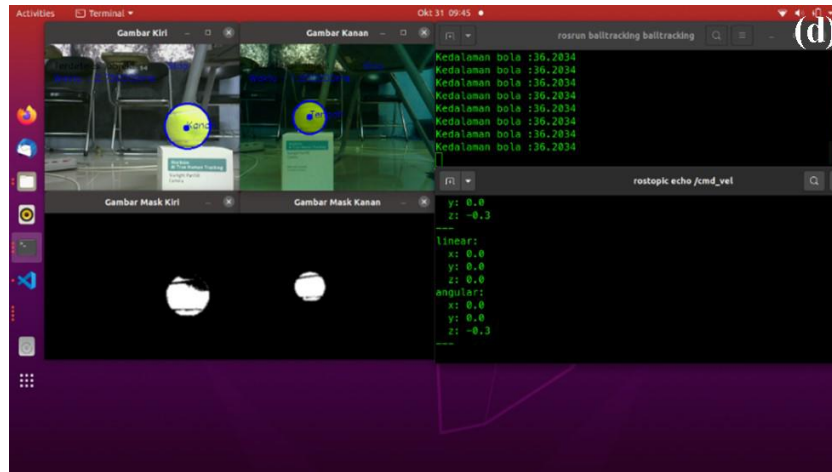 Activities
Terminal
Okt 31 09:45
(d)
Gambar Kiri
Gambar Kanan
rosrun balltracking balltracking
Kanan
Kedalaman bola :36.2034
Kedalaman bola :36.2034
Kedalaman bola :36.2034
Kedalaman bola :36.2034
Kedalaman bola :36.2034
Kedalaman bola :36.2034
Kedalaman bola :36.2034
Kedalaman bola :36.2034
Gambar Mask Kiri
Gambar Mask Kanan
rostopic echo /cmd_vel
y: 0.0
z: -0.3
---
linear:
x: 0.0
y: 0.0
z: 0.0
angular:
x: 0.0
y: 0.0
z: -0.3
---